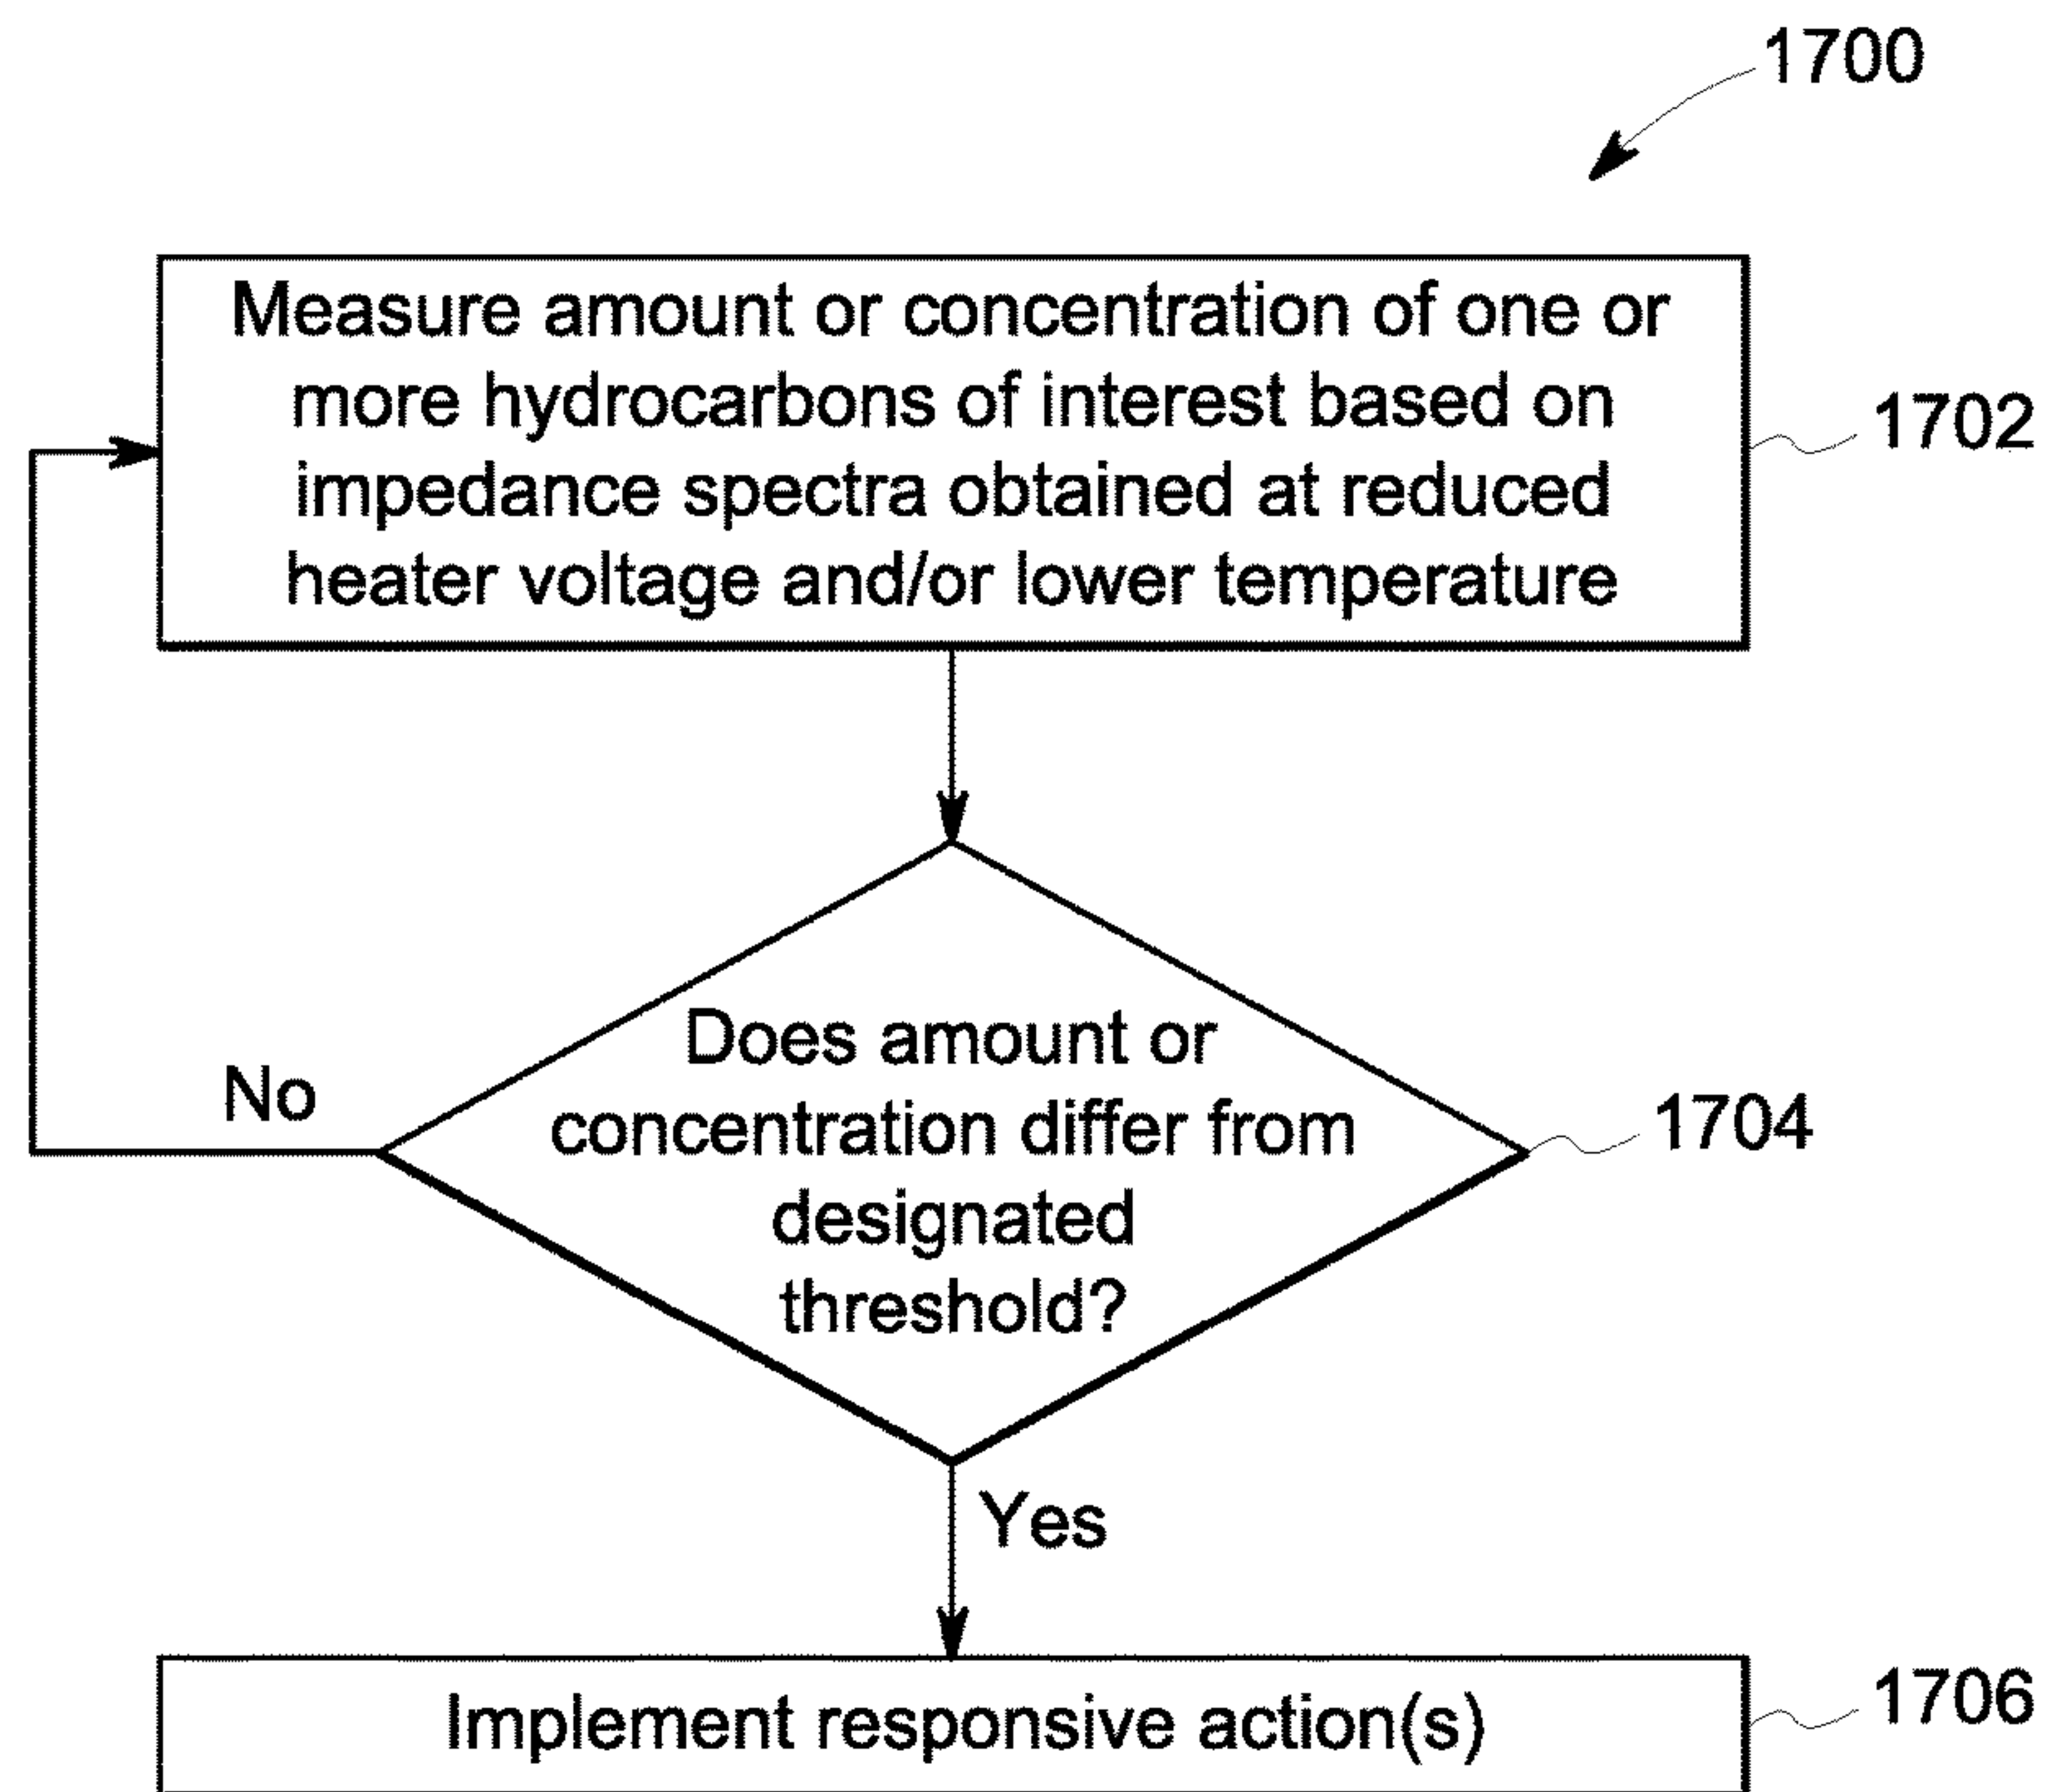 1700
Measure amount or concentration of one or
more hydrocarbons of interest based on
impedance spectra obtained at reduced
heater voltage and/or lower temperature
1702
Does amount or
concentration differ from
designated
threshold?
1704
No
Yes
Implement responsive action(s)
1706